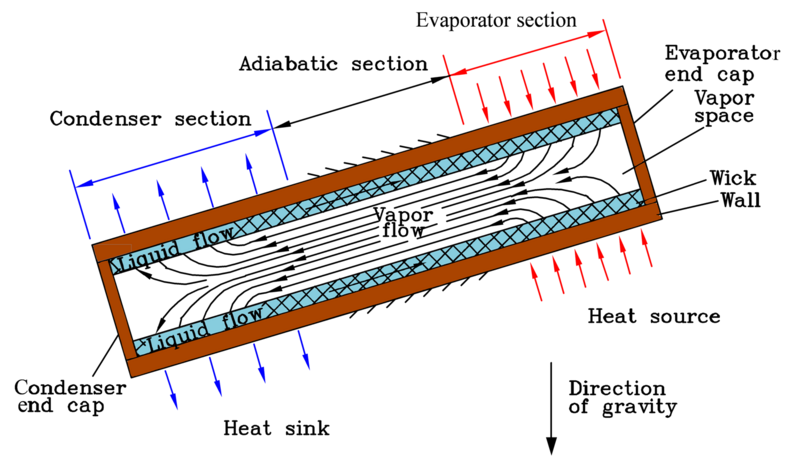 Evaporator section
Adiabatic section
Evaporator
end cap
Vapor
space
Condenser section
Wick
Wall
Vapor
flow
Liquid flow
Liquid flow
Heat source
Condenser
end cap
Heat sink
Direction
of gravity